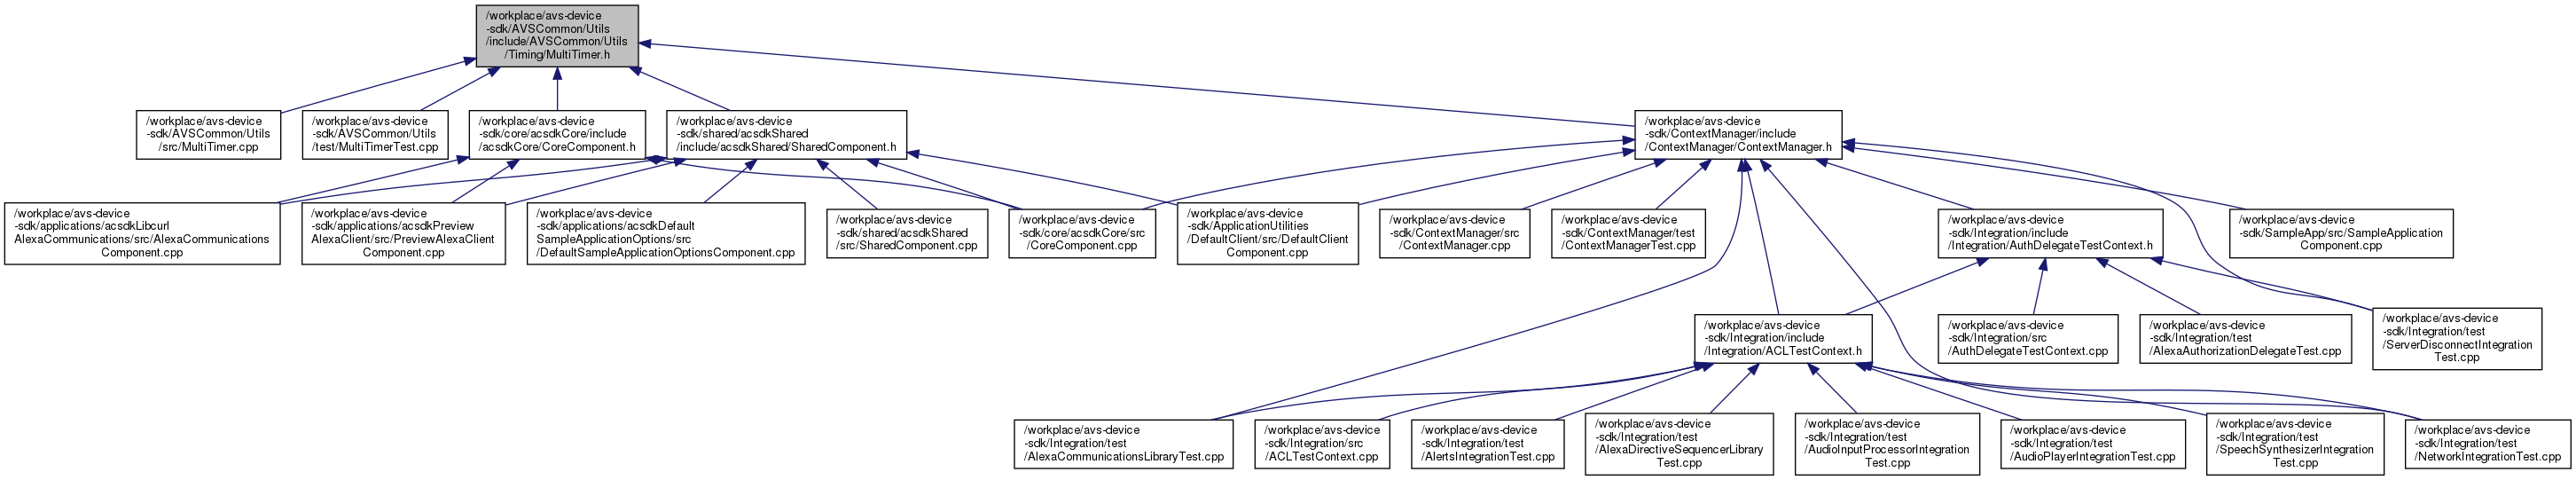 /workplace/avs-device
-sdk/AVSCommon/Utils
/include/AVSCommon/Utils
/Timing/MultiTimer.h
/workplace/avs-device
-sdk/AVSCommon/Utils
/src/MultiTimer.cpp
/workplace/avs-device
-sdk/AVSCommon/Utils
/test/MultiTimerTest.cpp
/workplace/avs-device
-sdk/core/acsdkCore/include
/acsdkCore/CoreComponent.h
/workplace/avs-device
-sdk/shared/acsdkShared
/include/acsdkShared/SharedComponent.h
/workplace/avs-device
-sdk/ContextManager/include
/ContextManager/ContextManager.h
/workplace/avs-device
-sdk/applications/acsdkLibcurl
AlexaCommunications/src/AlexaCommunications
Component.cpp
/workplace/avs-device
-sdk/applications/acsdkPreview
AlexaClient/src/PreviewAlexaClient
Component.cpp
/workplace/avs-device
-sdk/applications/acsdkDefault
SampleApplicationOptions/src
/DefaultSampleApplicationOptionsComponent.cpp
/workplace/avs-device
-sdk/shared/acsdkShared
/src/SharedComponent.cpp
/workplace/avs-device
-sdk/core/acsdkCore/src
/CoreComponent.cpp
/workplace/avs-device
-sdk/ApplicationUtilities
/DefaultClient/src/DefaultClient
Component.cpp
/workplace/avs-device
-sdk/ContextManager/src
/ContextManager.cpp
/workplace/avs-device
-sdk/ContextManager/test
/ContextManagerTest.cpp
/workplace/avs-device
-sdk/Integration/include
/Integration/AuthDelegateTestContext.h
/workplace/avs-device
-sdk/SampleApp/src/SampleApplication
Component.cpp
/workplace/avs-device
-sdk/Integration/include
/Integration/ACLTestContext.h
/workplace/avs-device
-sdk/Integration/src
/AuthDelegateTestContext.cpp
/workplace/avs-device
-sdk/Integration/test
/AlexaAuthorizationDelegateTest.cpp
/workplace/avs-device
-sdk/Integration/test
/ServerDisconnectIntegration
Test.cpp
/workplace/avs-device
-sdk/Integration/test
/AlexaCommunicationsLibraryTest.cpp
/workplace/avs-device
-sdk/Integration/src
/ACLTestContext.cpp
/workplace/avs-device
-sdk/Integration/test
/AlertsIntegrationTest.cpp
/workplace/avs-device
-sdk/Integration/test
/AlexaDirectiveSequencerLibrary
Test.cpp
/workplace/avs-device
-sdk/Integration/test
/AudioInputProcessorIntegration
Test.cpp
/workplace/avs-device
-sdk/Integration/test
/AudioPlayerIntegrationTest.cpp
/workplace/avs-device
-sdk/Integration/test
/SpeechSynthesizerIntegration
Test.cpp
/workplace/avs-device
-sdk/Integration/test
/NetworkIntegrationTest.cpp